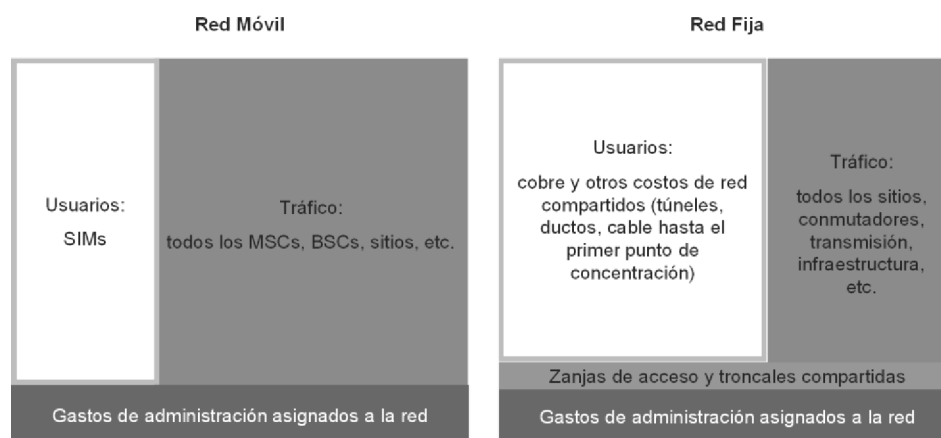 Red Móvil
Usuarios:
SIMs
Tráfico:
todos los MSCs, BSCs, sitios, etc.
Gastos de administración asignados a la red
Red Fija
Usuarios:
cobre y otros costos de red
compartidos (túneles,
ductos, cable hasta el
primer punto de
concentración)
Tráfico:
todos los sitios,
conmutadores,
transmisión,
infraestructura,
etc.
Zanjas de acceso y troncales compartidas
Gastos de administración asignados a la red